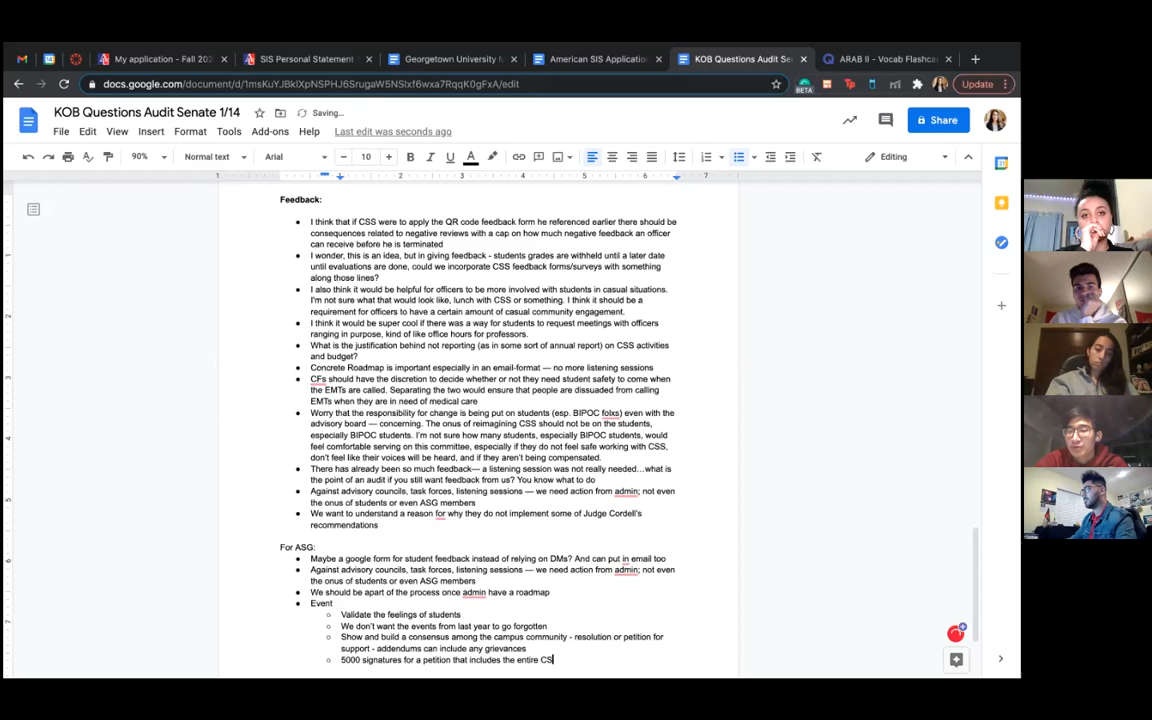 My application - Fall 202
SIS Personal Statement
Georgetown University M
American SIS Applicatio
KOB Questions Audit Se
ARAB II - Vocab Flashca
docs.google.com/document/d/1msKuYJBkIXpNSPHJ6SrugaW5NSIxf6wxa7RqqK0gFxA/edit
BETA
Update
KOB Questions Audit Senate 1/14
Saving...
File Edit View Insert Format Tools Add-ons Help Last edit was seconds ago
Share
90% Normal text Arial 10 B I U A Editing
1 1 2 3 4 5 6 7
Feedback:
• I think that if CSS were to apply the QR code feedback form he referenced earlier there should be
consequences related to negative reviews with a cap on how much negative feedback an officer
can receive before he is terminated
• I wonder, this is an idea, but in giving feedback - students grades are withheld until a later date
until evaluations are done, could we incorporate CSS feedback forms/surveys with something
along those lines?
• I also think it would be helpful for officers to be more involved with students in casual situations.
I'm not sure what that would look like, lunch with CSS or something. I think it should be a
requirement for officers to have a certain amount of casual community engagement.
• I think it would be super cool if there was a way for students to request meetings with officers
ranging in purpose, kind of like office hours for professors.
• What is the justification behind not reporting (as in some sort of annual report) on CSS activities
and budget?
• Concrete Roadmap is important especially in an email-format — no more listening sessions
• CFs should have the discretion to decide whether or not they need student safety to come when
the EMTs are called. Separating the two would ensure that people are dissuaded from calling
EMTs when they are in need of medical care
• Worry that the responsibility for change is being put on students (esp. BIPOC folxs) even with the
advisory board — concerning. The onus of reimagining CSS should not be on the students,
especially BIPOC students. I'm not sure how many students, especially BIPOC students, would
feel comfortable serving on this committee, especially if they do not feel safe working with CSS,
don't feel like their voices will be heard, and if they aren't being compensated.
• There has already been so much feedback— a listening session was not really needed...what is
the point of an audit if you still want feedback from us? You know what to do
• Against advisory councils, task forces, listening sessions — we need action from admin; not even
the onus of students or even ASG members
• We want to understand a reason for why they do not implement some of Judge Cordell's
recommendations
For ASG:
• Maybe a google form for student feedback instead of relying on DMs? And can put in email too
• Against advisory councils, task forces, listening sessions — we need action from admin; not even
the onus of students or even ASG members
• We should be apart of the process once admin have a roadmap
• Event
○ Validate the feelings of students
○ We don't want the events from last year to go forgotten
○ Show and build a consensus among the campus community - resolution or petition for
support - addendums can include any grievances
○ 5000 signatures for a petition that includes the entire CS